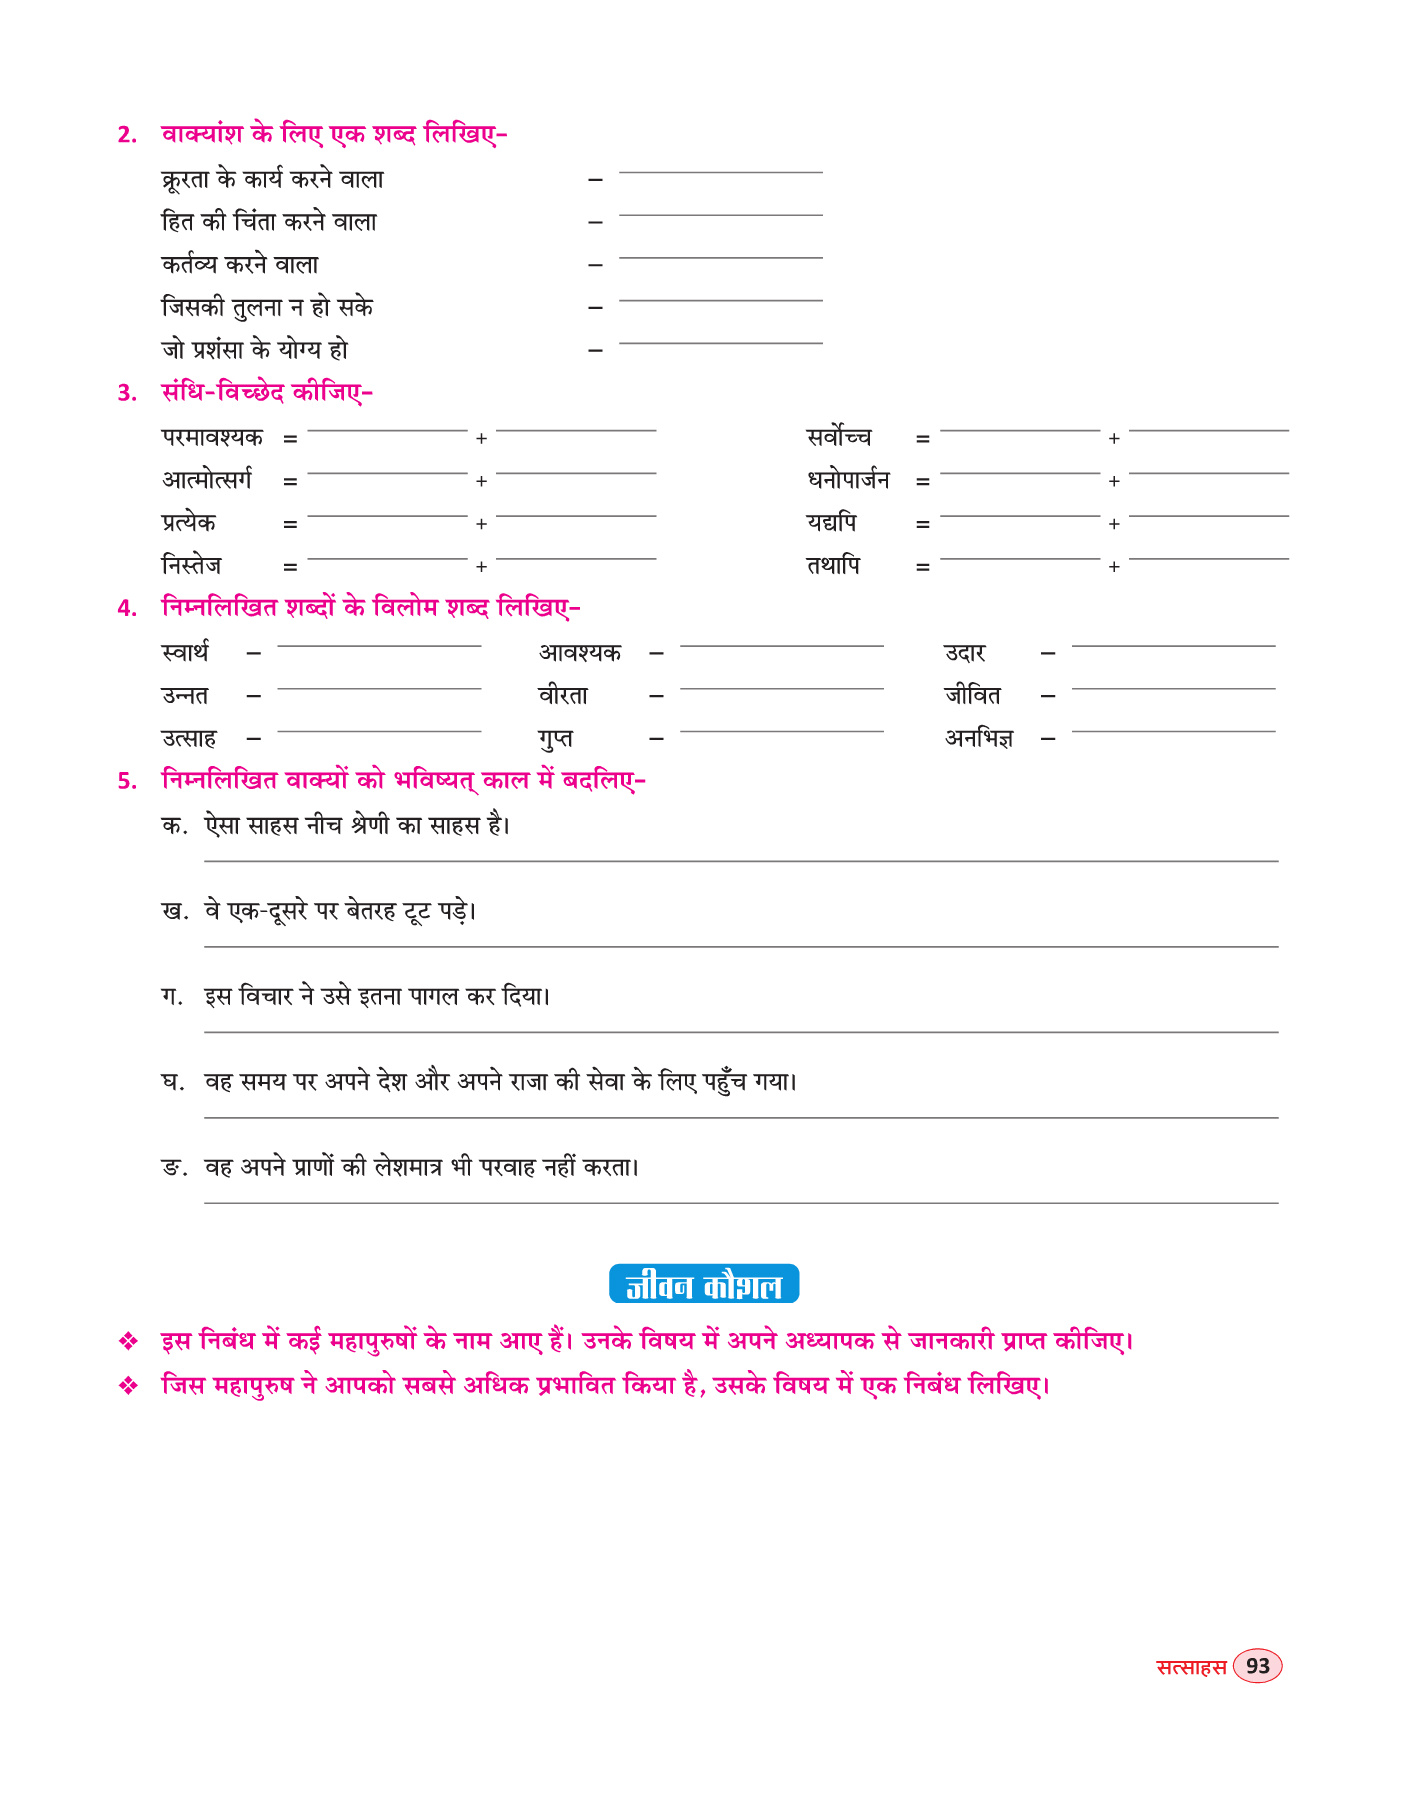 2. वाक्यांश के लिए एक शब्द लिखिए–
क्रूरता के कार्य करने वाला –
हित की चिंता करने वाला –
कर्तव्य करने वाला –
जिसकी तुलना न हो सके –
जो प्रशंसा के योग्य हो –
3. संधि-विच्छेद कीजिए–
परमावश्यक = + सर्वोच्च = +
आत्मोत्सर्ग = + धनोपार्जन = +
प्रत्येक = + यद्यपि = +
निस्तेज = + तथापि = +
4. निम्नलिखित शब्दों के विलोम शब्द लिखिए–
स्वार्थ – आवश्यक – उदार –
उन्नत – वीरता – जीवित –
उत्साह – गुप्त – अनभिज्ञ –
5. निम्नलिखित वाक्यों को भविष्यत् काल में बदलिए–
क. ऐसा साहस नीच श्रेणी का साहस है।
ख. वे एक-दूसरे पर बेतरह टूट पड़े।
ग. इस विचार ने उसे इतना पागल कर दिया।
घ. वह समय पर अपने देश और अपने राजा की सेवा के लिए पहुँच गया।
ङ. वह अपने प्राणों की लेशमात्र भी परवाह नहीं करता।
जीवन कौशल
❖ इस निबंध में कई महापुरुषों के नाम आए हैं। उनके विषय में अपने अध्यापक से जानकारी प्राप्त कीजिए।
❖ जिस महापुरुष ने आपको सबसे अधिक प्रभावित किया है, उसके विषय में एक निबंध लिखिए।
सत्साहस 93